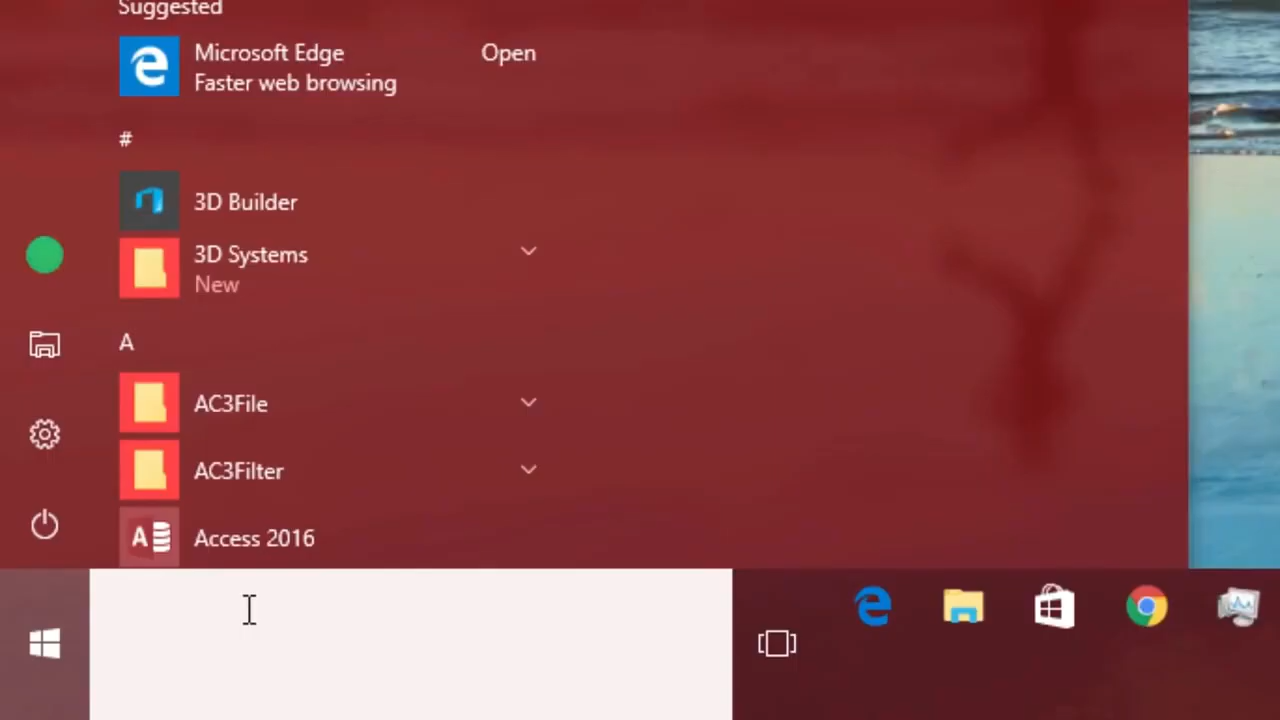 Suggested
Microsoft Edge
Open
Faster web browsing
#
3D Builder
3D Systems
New
A
AC3File
AC3Filter
Access 2016